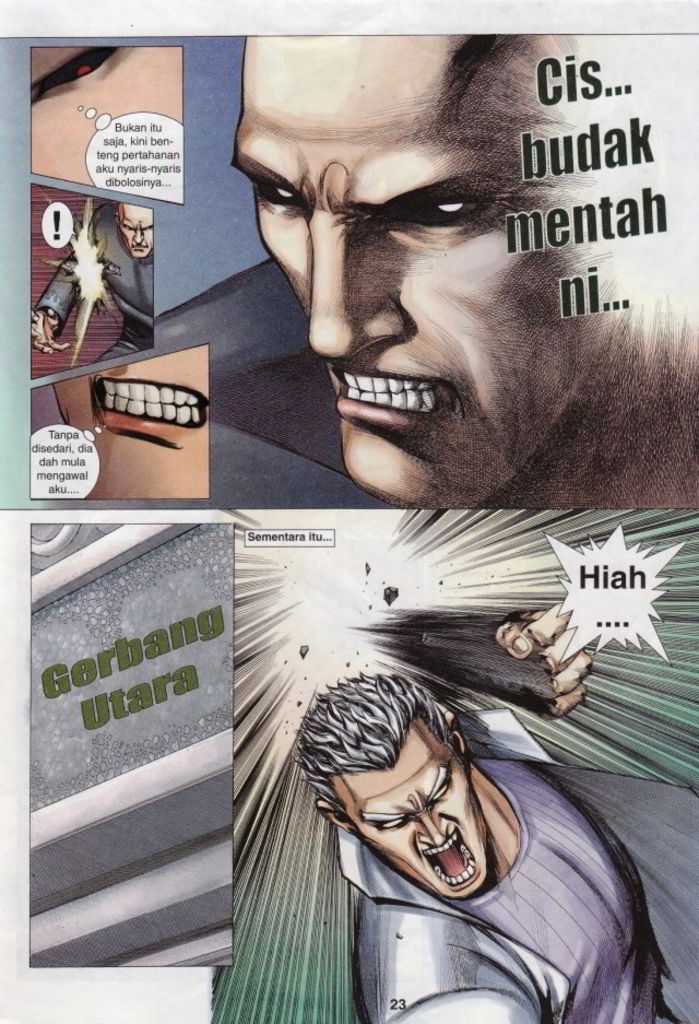 Bukan itu
saja, kini ben-
teng pertahanan
aku nyaris-nyaris
dibolosinya...
Cis...
budak
mentah
ni...
!
Tanpa
disedari, dia
dah mula
mengawal
aku....
Gerbang
Utara
Sementara itu...
Hiah
....
23